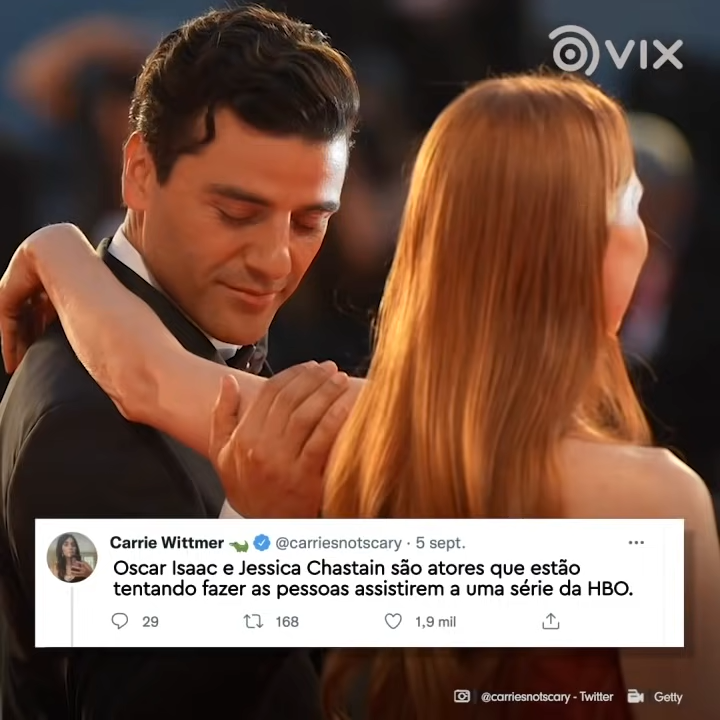 VIX
Carrie Wittmer @carriesnotscary · 5 sept.
Oscar Isaac e Jessica Chastain são atores que estão
tentando fazer as pessoas assistirem a uma série da HBO.
29 168 1,9 mil
@carriesnotscary - Twitter Getty